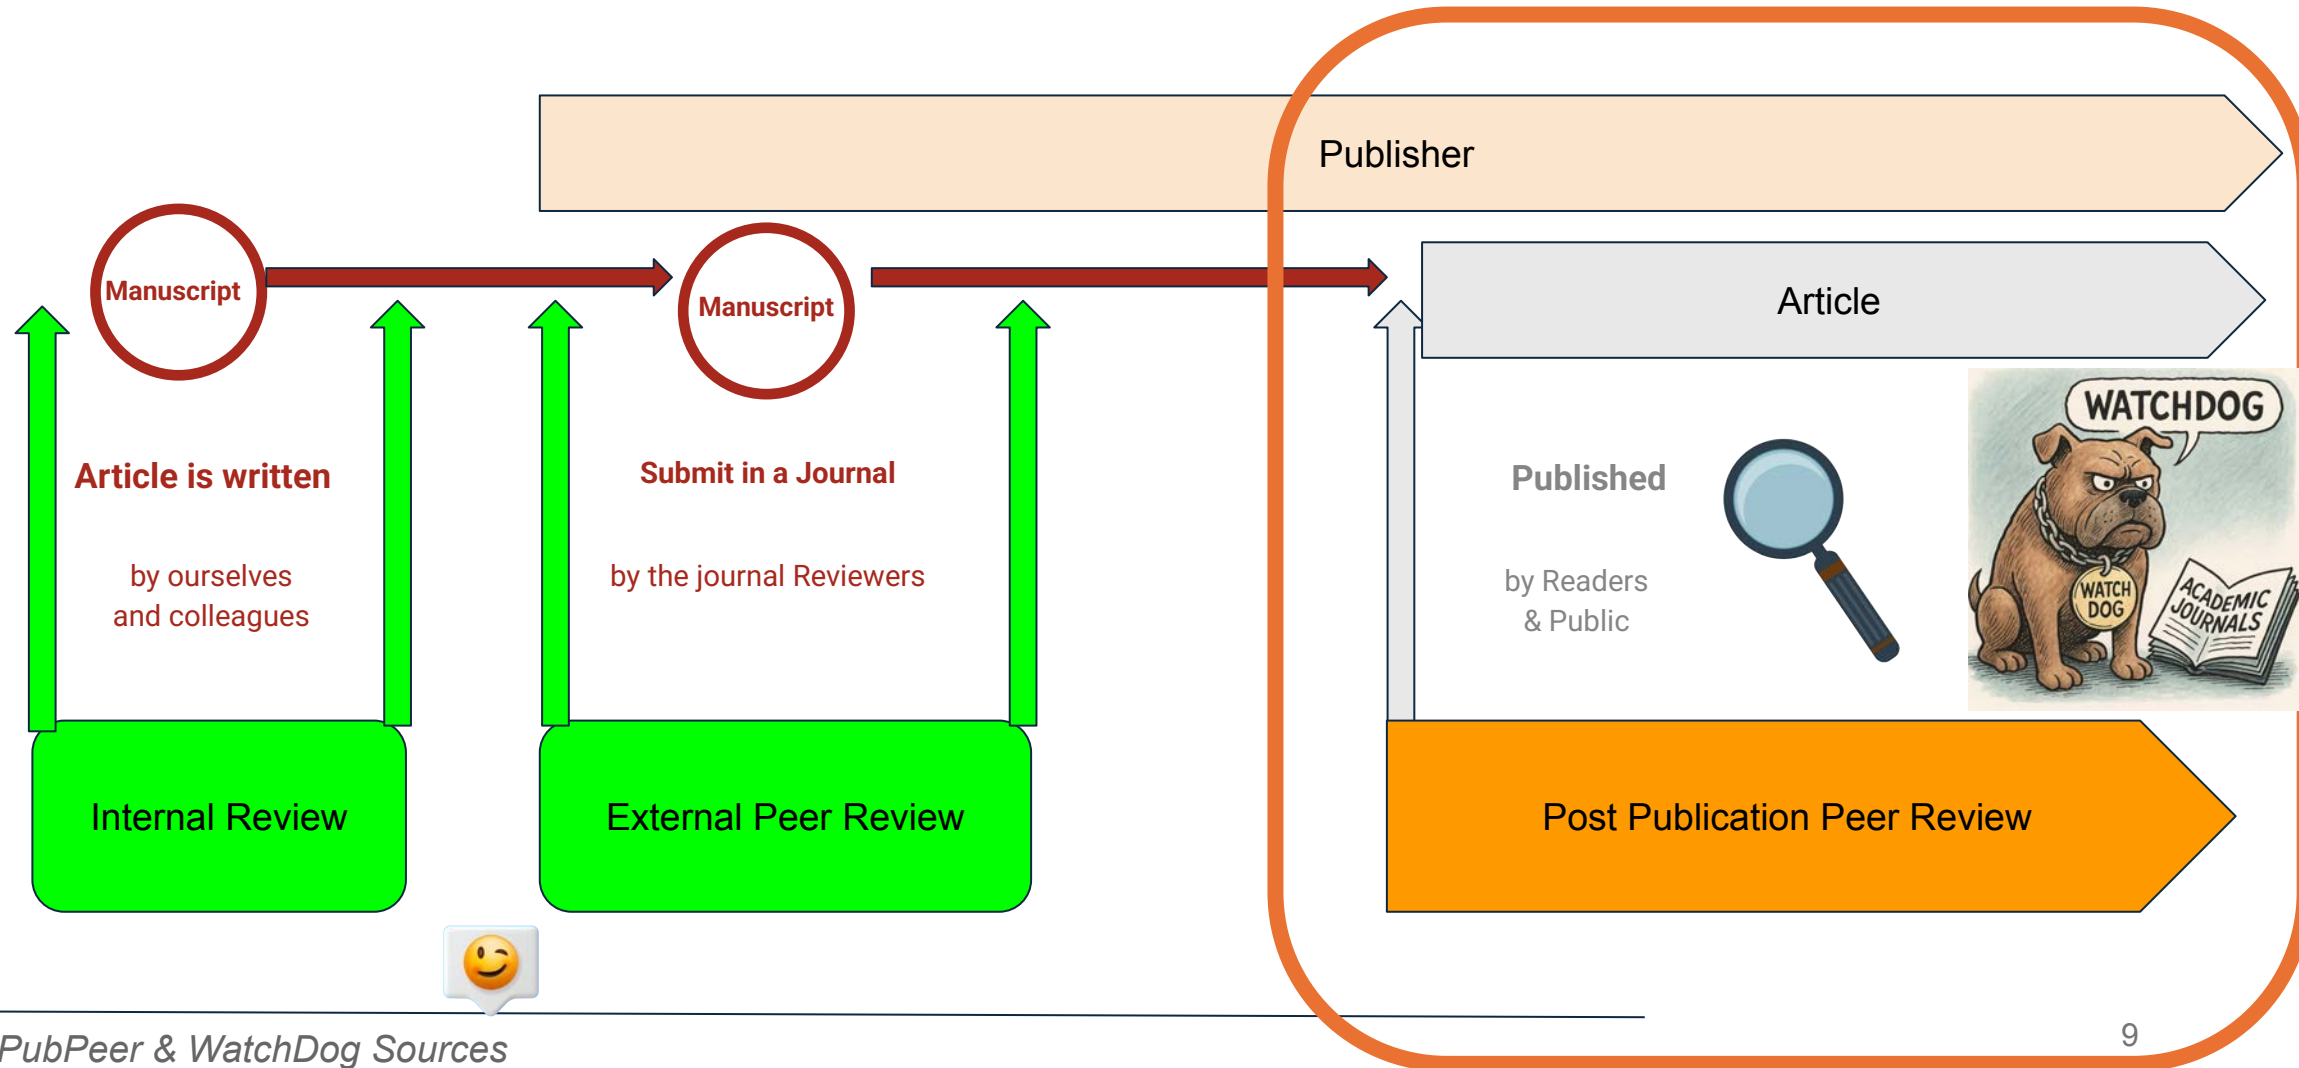 Publisher
Manuscript
Manuscript
Article
WATCHDOG
Article is written
Submit in a Journal
Published
by ourselves
and colleagues
by the journal Reviewers
by Readers
& Public
WATCH
DOG
ACADEMIC
JOURNALS
Internal Review
External Peer Review
Post Publication Peer Review
PubPeer & WatchDog Sources
9